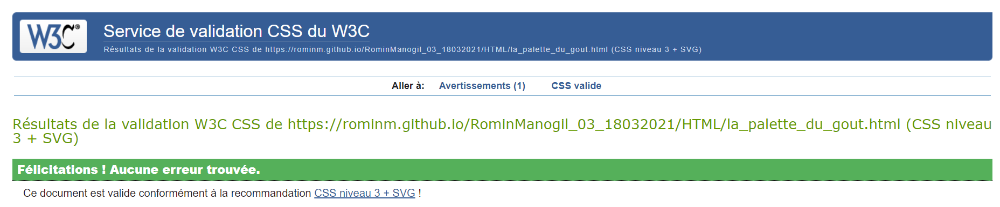 W3C®
Service de validation CSS du W3C
Résultats de la validation W3C CSS de https://rominm.github.io/RominManogil_03_18032021/HTML/la_palette_du_gout.html (CSS niveau 3 + SVG)
Aller à: Avertissements (1) CSS valide
Résultats de la validation W3C CSS de https://rominm.github.io/RominManogil_03_18032021/HTML/la_palette_du_gout.html (CSS niveau
3 + SVG)
Félicitations ! Aucune erreur trouvée.
Ce document est valide conformément à la recommandation CSS niveau 3 + SVG !